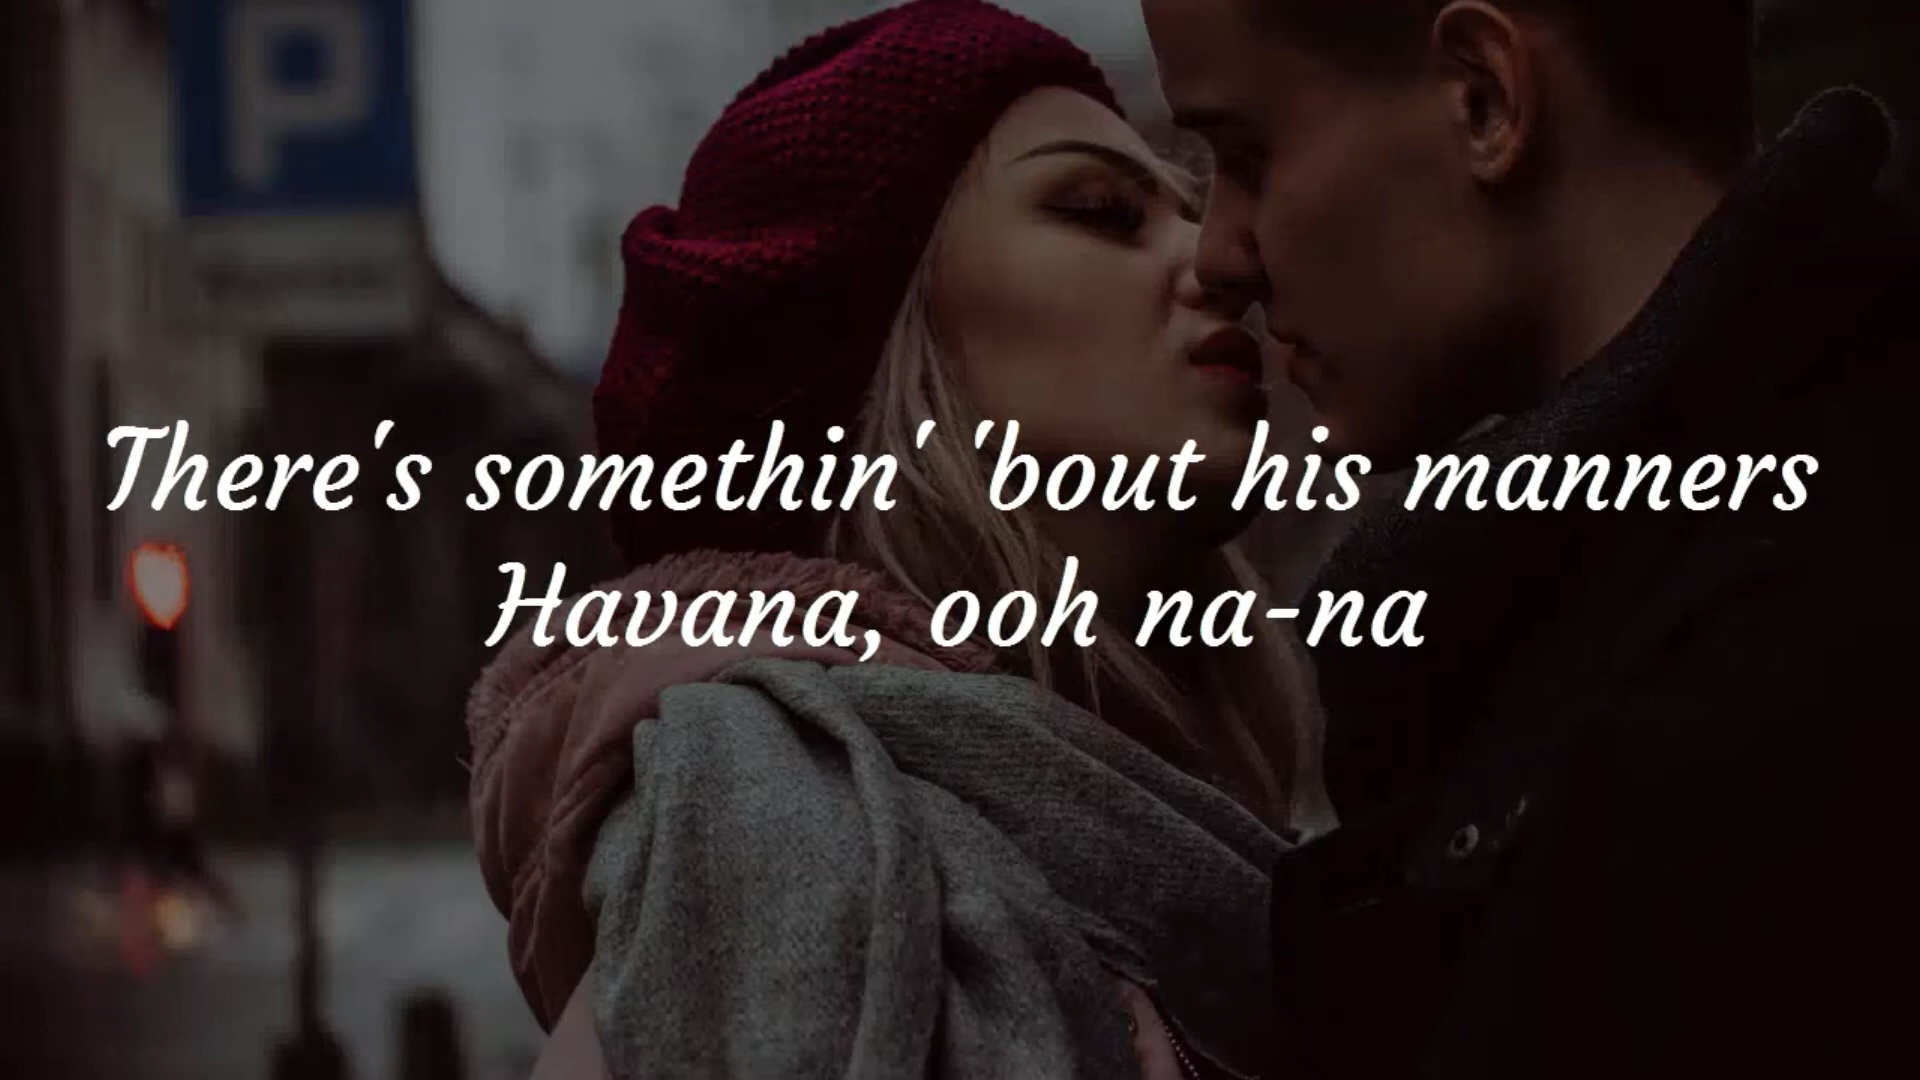 P
There's somethin' 'bout his manners
Havana, ooh na-na